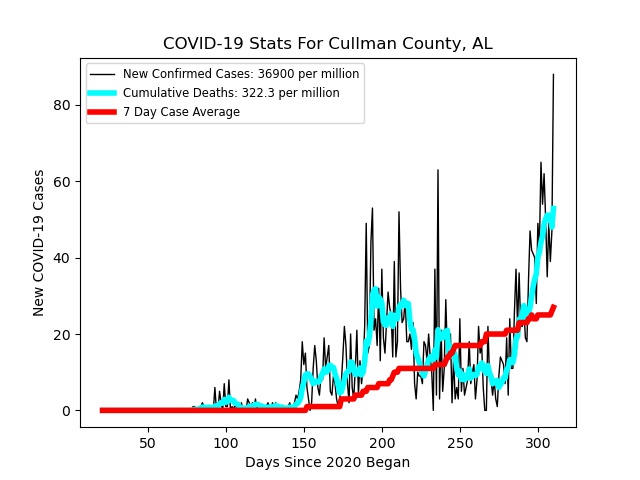 COVID-19 Stats For Cullman County, AL
New Confirmed Cases: 36900 per million
Cumulative Deaths: 322.3 per million
7 Day Case Average
New COVID-19 Cases
80
60
40
20
0
50 100 150 200 250 300
Days Since 2020 Began